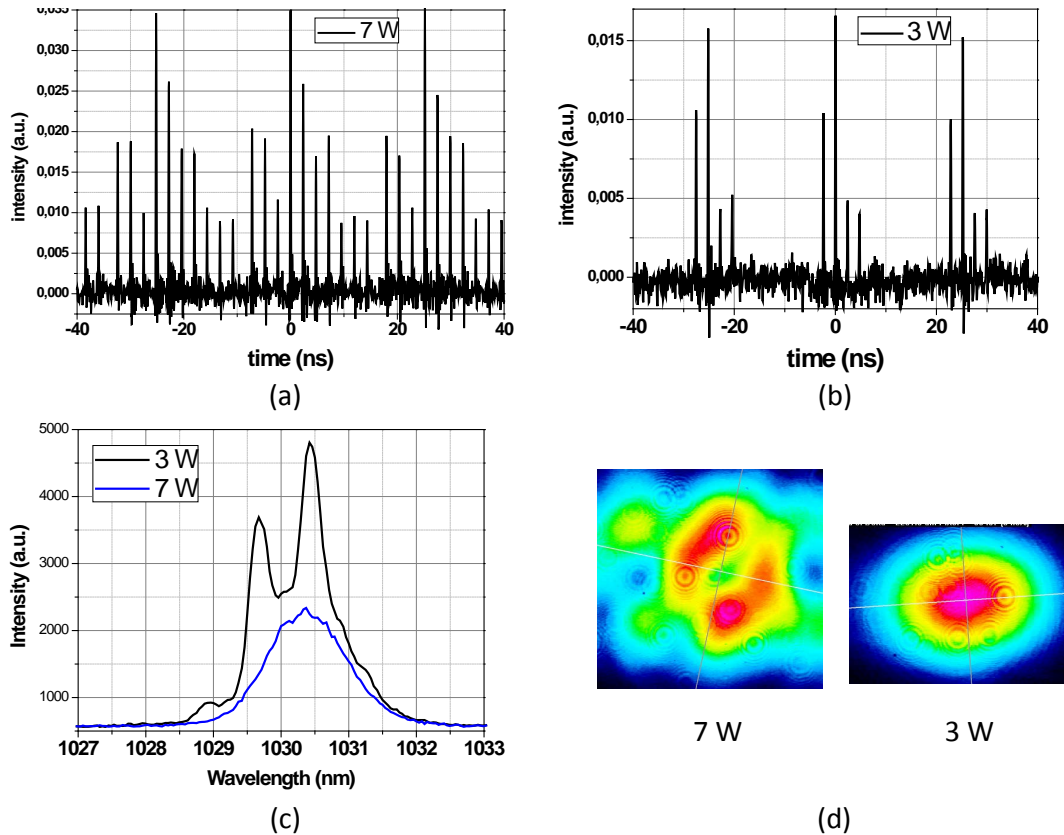 0,035
0,030
0,025
0,020
0,015
0,010
0,005
0,000
intensity (a.u.)
7 W
-40 -20 0 20 40
time (ns)
(a)
0,015
0,010
0,005
0,000
intensity (a.u.)
3 W
-40 -20 0 20 40
time (ns)
(b)
5000
4000
3000
2000
1000
Intensity (a.u.)
3 W
7 W
1027 1028 1029 1030 1031 1032 1033
Wavelength (nm)
(c)
7 W
3 W
(d)